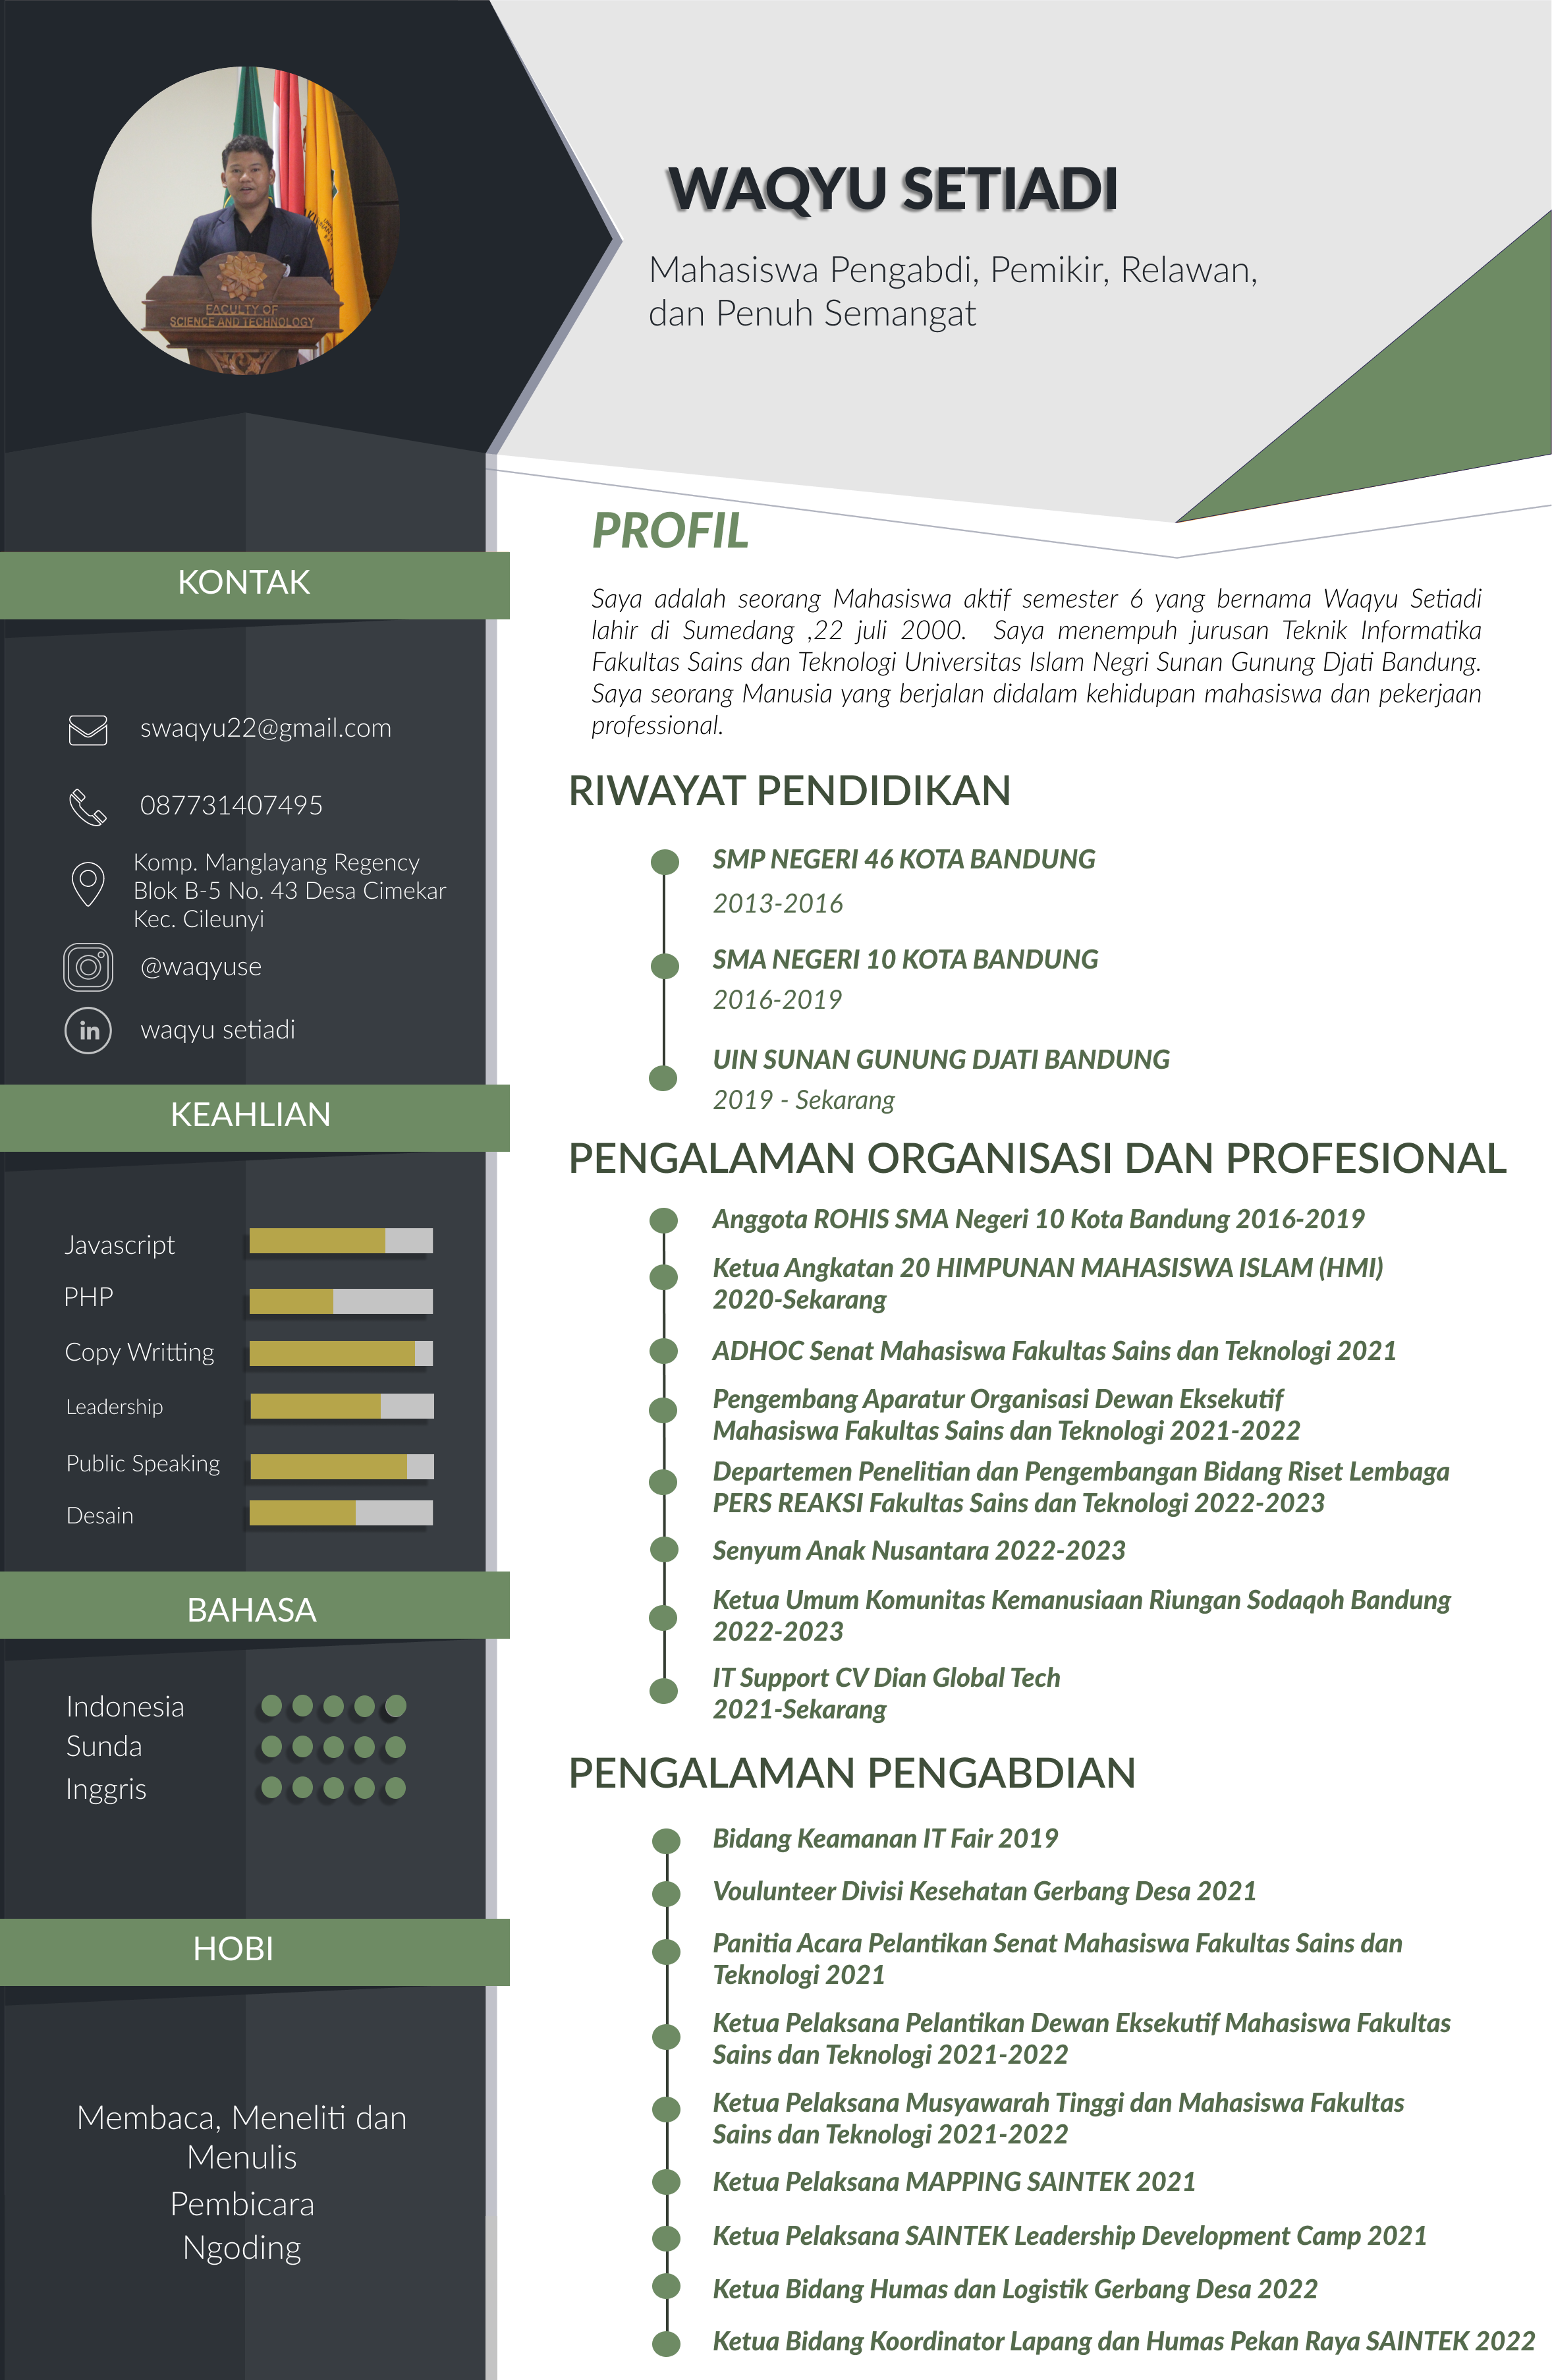 FACULTY OF
SCIENCE AND TECHNOLOGY
WAQYU SETIADI
Mahasiswa Pengabdi, Pemikir, Relawan,
dan Penuh Semangat
KONTAK
swaqyu22@gmail.com
087731407495
Komp. Manglayang Regency
Blok B-5 No. 43 Desa Cimekar
Kec. Cileunyi
@waqyuse
in
waqyu setiadi
KEAHLIAN
Javascript
PHP
Copy Writting
Leadership
Public Speaking
Desain
BAHASA
Indonesia
Sunda
Inggris
HOBI
Membaca, Meneliti dan
Menulis
Pembicara
Ngoding
PROFIL
Saya adalah seorang Mahasiswa aktif semester 6 yang bernama Waqyu Setiadi
lahir di Sumedang ,22 juli 2000. Saya menempuh jurusan Teknik Informatika
Fakultas Sains dan Teknologi Universitas Islam Negri Sunan Gunung Djati Bandung.
Saya seorang Manusia yang berjalan didalam kehidupan mahasiswa dan pekerjaan
professional.
RIWAYAT PENDIDIKAN
SMP NEGERI 46 KOTA BANDUNG
2013-2016
SMA NEGERI 10 KOTA BANDUNG
2016-2019
UIN SUNAN GUNUNG DJATI BANDUNG
2019 - Sekarang
PENGALAMAN ORGANISASI DAN PROFESIONAL
Anggota ROHIS SMA Negeri 10 Kota Bandung 2016-2019
Ketua Angkatan 20 HIMPUNAN MAHASISWA ISLAM (HMI)
2020-Sekarang
ADHOC Senat Mahasiswa Fakultas Sains dan Teknologi 2021
Pengembang Aparatur Organisasi Dewan Eksekutif
Mahasiswa Fakultas Sains dan Teknologi 2021-2022
Departemen Penelitian dan Pengembangan Bidang Riset Lembaga
PERS REAKSI Fakultas Sains dan Teknologi 2022-2023
Senyum Anak Nusantara 2022-2023
Ketua Umum Komunitas Kemanusiaan Riungan Sodaqoh Bandung
2022-2023
IT Support CV Dian Global Tech
2021-Sekarang
PENGALAMAN PENGABDIAN
Bidang Keamanan IT Fair 2019
Voulunteer Divisi Kesehatan Gerbang Desa 2021
Panitia Acara Pelantikan Senat Mahasiswa Fakultas Sains dan
Teknologi 2021
Ketua Pelaksana Pelantikan Dewan Eksekutif Mahasiswa Fakultas
Sains dan Teknologi 2021-2022
Ketua Pelaksana Musyawarah Tinggi dan Mahasiswa Fakultas
Sains dan Teknologi 2021-2022
Ketua Pelaksana MAPPING SAINTEK 2021
Ketua Pelaksana SAINTEK Leadership Development Camp 2021
Ketua Bidang Humas dan Logistik Gerbang Desa 2022
Ketua Bidang Koordinator Lapang dan Humas Pekan Raya SAINTEK 2022